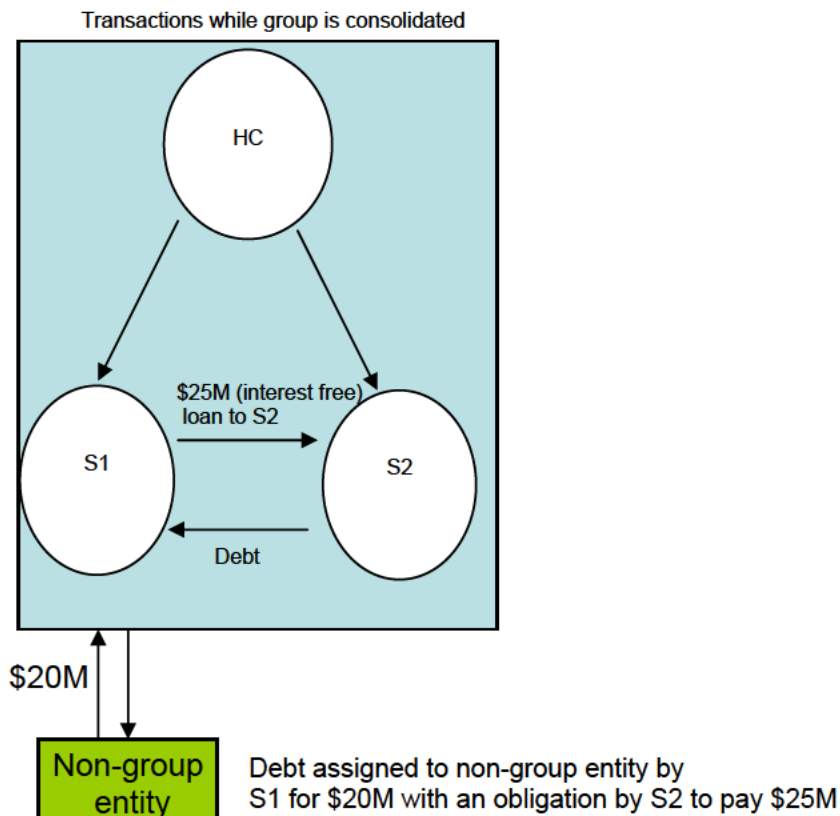 Transactions while group is consolidated
HC
$25M (interest free)
loan to S2
S1
S2
Debt
$20M
Non-group
entity
Debt assigned to non-group entity by
S1 for $20M with an obligation by S2 to pay $25M